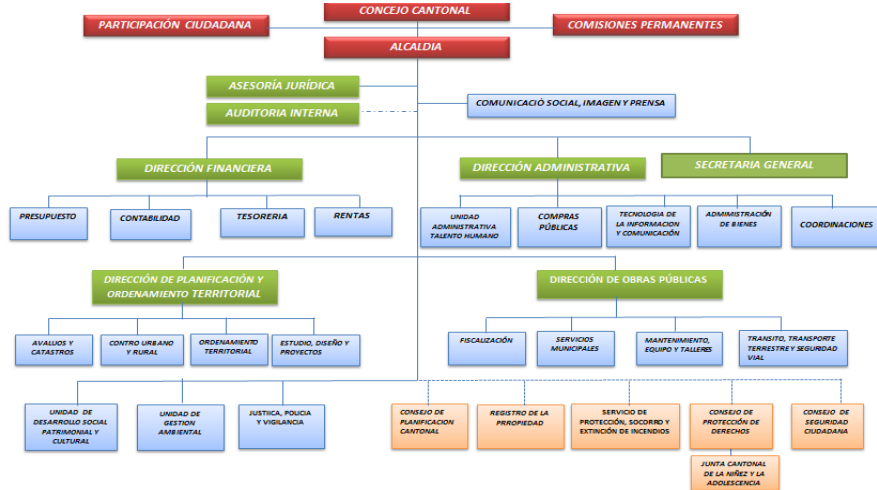 CONCEJO CANTONAL
PARTICIPACIÓN CIUDADANA
COMISIONES PERMANENTES
ALCALDIA
ASESORÍA JURÍDICA
AUDITORIA INTERNA
COMUNICACIÓ SOCIAL, IMAGEN Y PRENSA
DIRECCIÓN FINANCIERA
DIRECCIÓN ADMINISTRATIVA
SECRETARIA GENERAL
PRESUPUESTO
CONTABILIDAD
TESORERIA
RENTAS
UNIDAD
ADMINISTRATIVA
TALENTO HUMANO
COMPRAS
PÚBLICAS
TECNOLOGIA DE
LA INFORMACION
Y COMUNICACIÓN
ADMINISTRACIÓN
DE BIENES
COORDINACIONES
DIRECCIÓN DE PLANIFICACIÓN Y
ORDENAMIENTO TERRITORIAL
DIRECCIÓN DE OBRAS PÚBLICAS
AVALUOS Y
CATASTROS
CONTRO URBANO
Y RURAL
ORDENAMIENTO
TERRITORIAL
ESTUDIO, DISEÑO Y
PROYECTOS
FISCALIZACIÓN
SERVICIOS
MUNICIPALES
MANTENIMIENTO,
EQUIPO Y TALLERES
TRANSITO, TRANSPORTE
TERRESTRE Y SEGURIDAD
VIAL
UNIDAD DE
DESARROLLO SOCIAL
PATRIMONIAL Y
CULTURAL
UNIDAD DE
GESTION
AMBIENTAL
JUSTIICA, POLICIA
Y VIGILANCIA
CONSEJO DE
PLANIFICACION
CANTONAL
REGISTRO DE LA
PRROPIEDAD
SERVICIO DE
PROTECCIÓN, SOCORRO Y
EXTINCIÓN DE INCENDIOS
CONSEJO DE
PROTECCIÓN DE
DERECHOS
CONSEJO DE
SEGURIDAD
CIUDADANA
JUNTA CANTONAL
DE LA NIÑEZ Y LA
ADOLESCENCIA